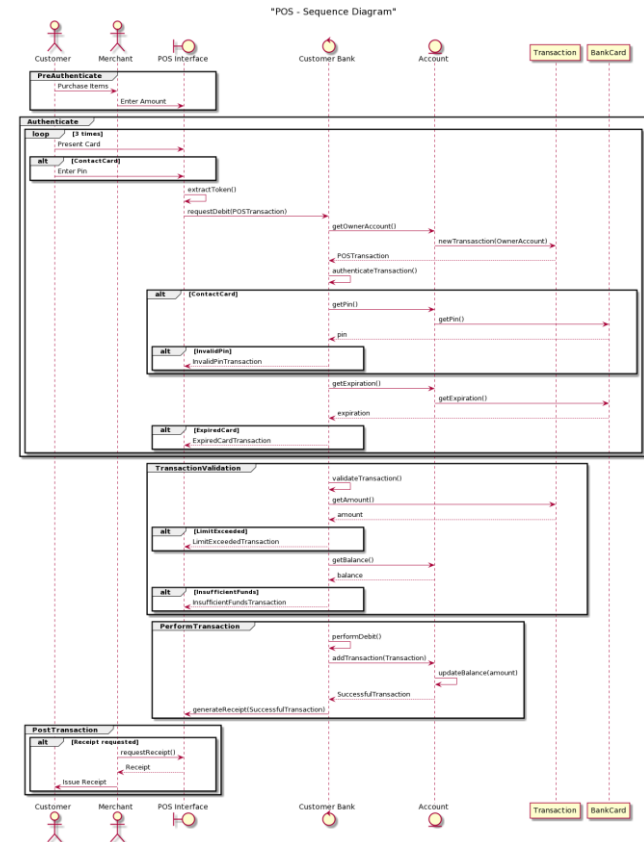 "POS - Sequence Diagram"
Customer
Merchant
POS Interface
Customer Bank
Account
Transaction
BankCard
PreAuthenticate
Purchase Items
Enter Amount
Authenticate
loop [3 times]
Present Card
alt [ContactCard]
Enter Pin
extractToken()
requestDebit(POSTransaction)
getOwnerAccount()
newTransasction(OwnerAccount)
POSTransaction
authenticateTransaction()
alt [ContactCard]
getPin()
getPin()
pin
alt [InvalidPin]
InvalidPinTransaction
getExpiration()
getExpiration()
expiration
alt [ExpiredCard]
ExpiredCardTransaction
TransactionValidation
validateTransaction()
getAmount()
amount
alt [LimitExceeded]
LimitExceededTransaction
getBalance()
balance
alt [InsufficientFunds]
InsufficientFundsTransaction
PerformTransaction
performDebit()
addTransaction(Transaction)
updateBalance(amount)
SuccessfulTransaction
generateReceipt(SuccessfulTransaction)
PostTransaction
alt [Receipt requested]
requestReceipt()
Receipt
Issue Receipt
Customer
Merchant
POS Interface
Customer Bank
Account
Transaction
BankCard